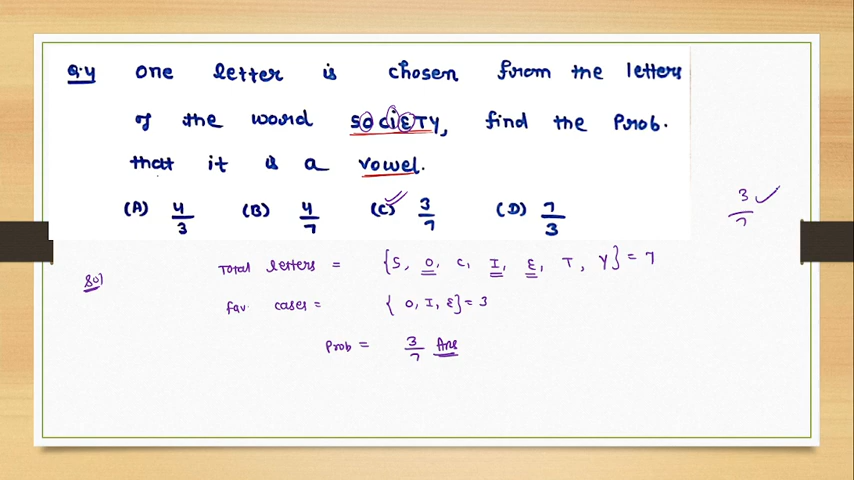 Q.4 One letter is chosen from the letters
of the word SOCIETY, find the Prob.
that it is a vowel.
(A) 4/3 (B) 4/7 (C) 3/7 (D) 7/3
3/7
Sol
Total letters = {S, O, C, I, E, T, Y} = 7
fav. cases = { O, I, E} = 3
Prob = 3/7 Ans